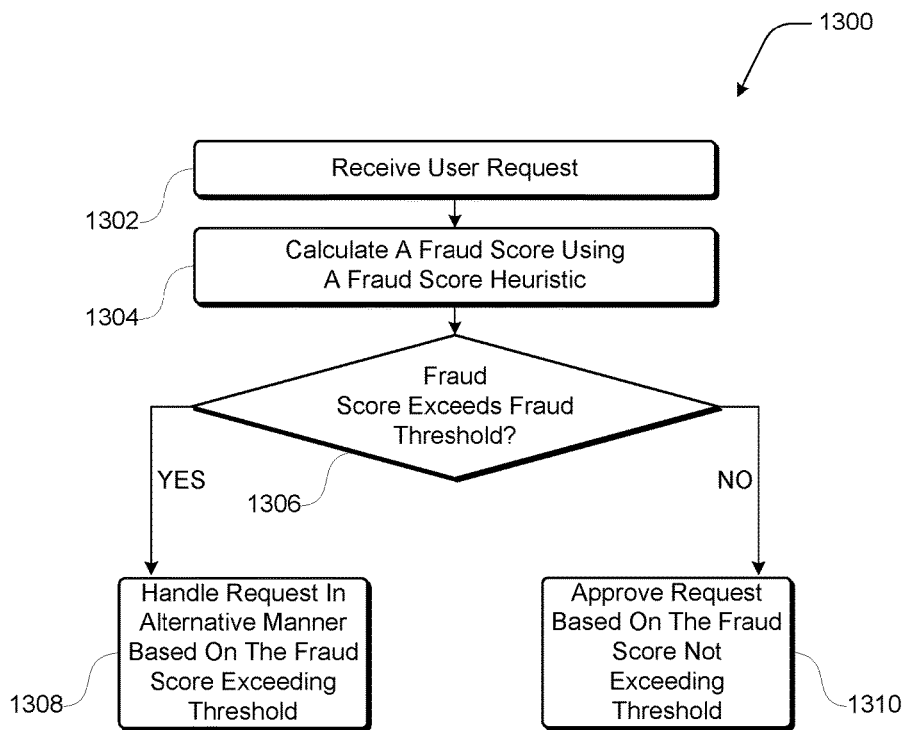 1300
Receive User Request
1302
Calculate A Fraud Score Using
A Fraud Score Heuristic
1304
Fraud
Score Exceeds Fraud
Threshold?
1306
YES
NO
Handle Request In
Alternative Manner
Based On The Fraud
Score Exceeding
Threshold
1308
Approve Request
Based On The Fraud
Score Not
Exceeding
Threshold
1310